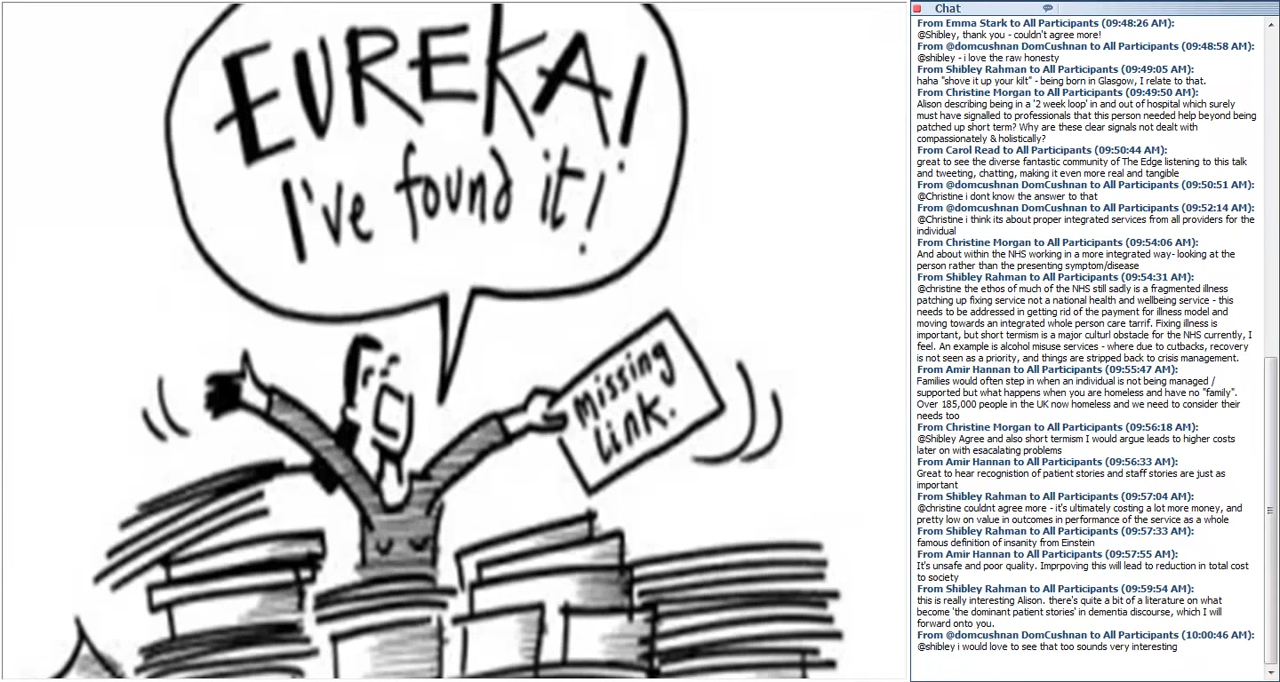 EUREKA!
I've found it!
missing
link.
Chat
From Emma Stark to All Participants (09:48:26 AM):
@Shibley, thank you - couldn't agree more!
From @domcushnan DomCushnan to All Participants (09:48:58 AM):
@shibley - i love the raw honesty
From Shibley Rahman to All Participants (09:49:05 AM):
haha "shove it up your kilt" - being born in Glasgow, I relate to that.
From Christine Morgan to All Participants (09:49:50 AM):
Alison describing being in a '2 week loop' in and out of hospital which surely
must have signalled to professionals that this person needed help beyond being
patched up short term? Why are these clear signals not dealt with
compassionately & holistically?
From Carol Read to All Participants (09:50:44 AM):
great to see the diverse fantastic community of The Edge listening to this talk
and tweeting, chatting, making it even more real and tangible
From @domcushnan DomCushnan to All Participants (09:50:51 AM):
@Christine i dont know the answer to that
From @domcushnan DomCushnan to All Participants (09:52:14 AM):
@Christine i think its about proper integrated services from all providers for the
individual
From Christine Morgan to All Participants (09:54:06 AM):
And about within the NHS working in a more integrated way- looking at the
person rather than the presenting symptom/disease
From Shibley Rahman to All Participants (09:54:31 AM):
@christine the ethos of much of the NHS still sadly is a fragmented illness
patching up fixing service not a national health and wellbeing service - this
needs to be addressed in getting rid of the payment for illness model and
moving towards an integrated whole person care tarrif. Fixing illness is
important, but short termism is a major culturl obstacle for the NHS currently, I
feel. An example is alcohol misuse services - where due to cutbacks, recovery
is not seen as a priority, and things are stripped back to crisis management.
From Amir Hannan to All Participants (09:55:47 AM):
Families would often step in when an individual is not being managed /
supported but what happens when you are homeless and have no "family".
Over 185,000 people in the UK now homeless and we need to consider their
needs too
From Christine Morgan to All Participants (09:56:18 AM):
@Shibley Agree and also short termism I would argue leads to higher costs
later on with esacalating problems
From Amir Hannan to All Participants (09:56:33 AM):
Great to hear recognistion of patient stories and staff stories are just as
important
From Shibley Rahman to All Participants (09:57:04 AM):
@christine couldnt agree more - it's ultimately costing a lot more money, and
pretty low on value in outcomes in performance of the service as a whole
From Shibley Rahman to All Participants (09:57:33 AM):
famous definition of insanity from Einstein
From Amir Hannan to All Participants (09:57:55 AM):
It's unsafe and poor quality. Imprpoving this will lead to reduction in total cost
to society
From Shibley Rahman to All Participants (09:59:54 AM):
this is really interesting Alison. there's quite a bit of a literature on what
become 'the dominant patient stories' in dementia discourse, which I will
forward onto you.
From @domcushnan DomCushnan to All Participants (10:00:46 AM):
@shibley i would love to see that too sounds very interesting